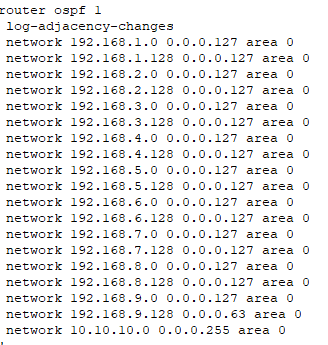 router ospf 1
log-adjacency-changes
network 192.168.1.0 0.0.0.127 area 0
network 192.168.1.128 0.0.0.127 area 0
network 192.168.2.0 0.0.0.127 area 0
network 192.168.2.128 0.0.0.127 area 0
network 192.168.3.0 0.0.0.127 area 0
network 192.168.3.128 0.0.0.127 area 0
network 192.168.4.0 0.0.0.127 area 0
network 192.168.4.128 0.0.0.127 area 0
network 192.168.5.0 0.0.0.127 area 0
network 192.168.5.128 0.0.0.127 area 0
network 192.168.6.0 0.0.0.127 area 0
network 192.168.6.128 0.0.0.127 area 0
network 192.168.7.0 0.0.0.127 area 0
network 192.168.7.128 0.0.0.127 area 0
network 192.168.8.0 0.0.0.127 area 0
network 192.168.8.128 0.0.0.127 area 0
network 192.168.9.0 0.0.0.127 area 0
network 192.168.9.128 0.0.0.63 area 0
network 10.10.10.0 0.0.0.255 area 0